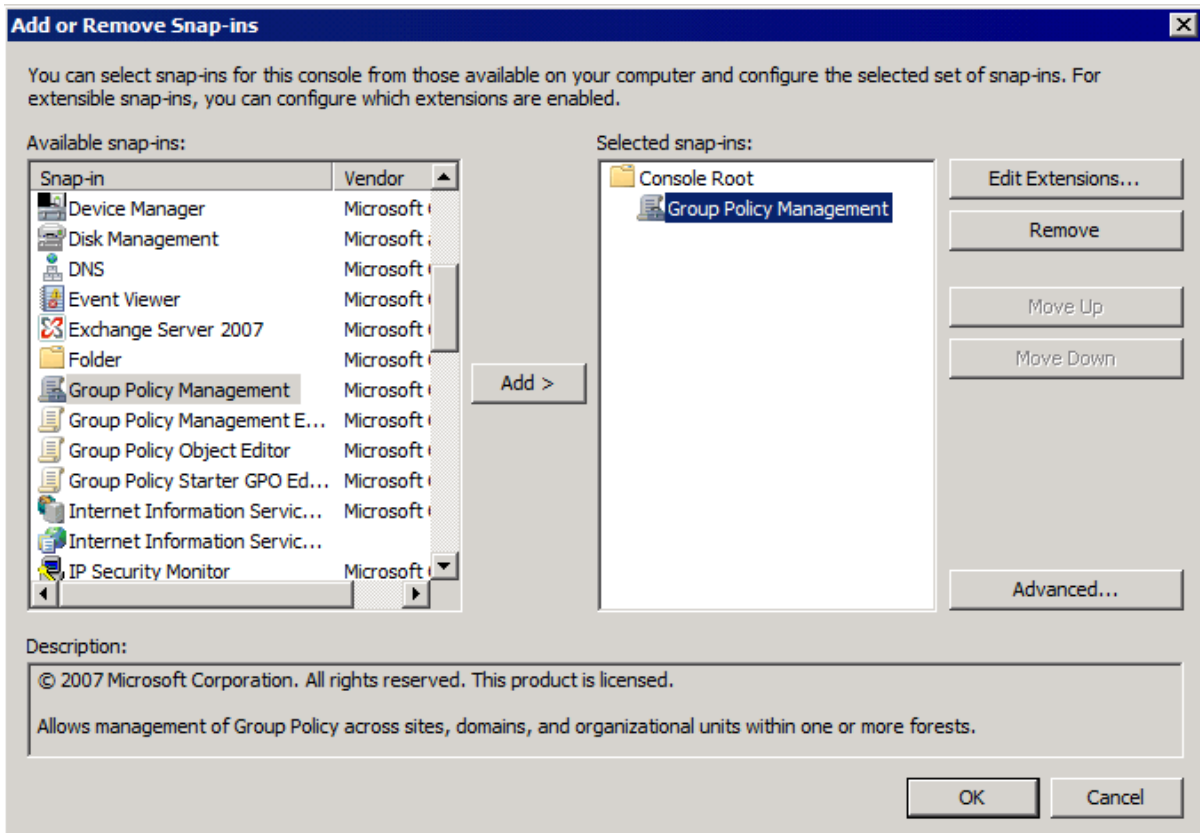 Add or Remove Snap-ins
You can select snap-ins for this console from those available on your computer and configure the selected set of snap-ins. For
extensible snap-ins, you can configure which extensions are enabled.
Available snap-ins:
Snap-in Vendor
Device Manager Microsoft
Disk Management Microsoft
DNS Microsoft
Event Viewer Microsoft
Exchange Server 2007 Microsoft
Folder Microsoft
Group Policy Management Microsoft
Group Policy Management E... Microsoft
Group Policy Object Editor Microsoft
Group Policy Starter GPO Ed... Microsoft
Internet Information Servic... Microsoft
Internet Information Servic...
IP Security Monitor Microsoft
Add >
Selected snap-ins:
Console Root
Group Policy Management
Edit Extensions...
Remove
Move Up
Move Down
Advanced...
Description:
© 2007 Microsoft Corporation. All rights reserved. This product is licensed.
Allows management of Group Policy across sites, domains, and organizational units within one or more forests.
OK
Cancel